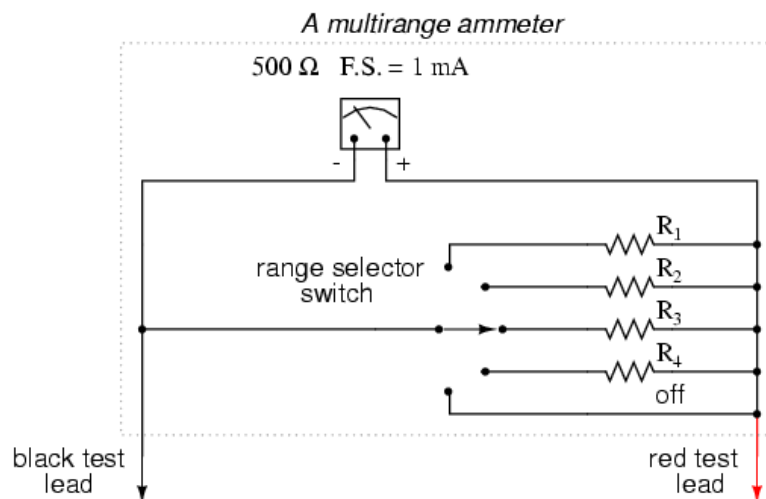 A multirange ammeter
500 Ω F.S. = 1 mA
- +
R1
range selector
switch
R2
R3
R4
off
black test
lead
red test
lead